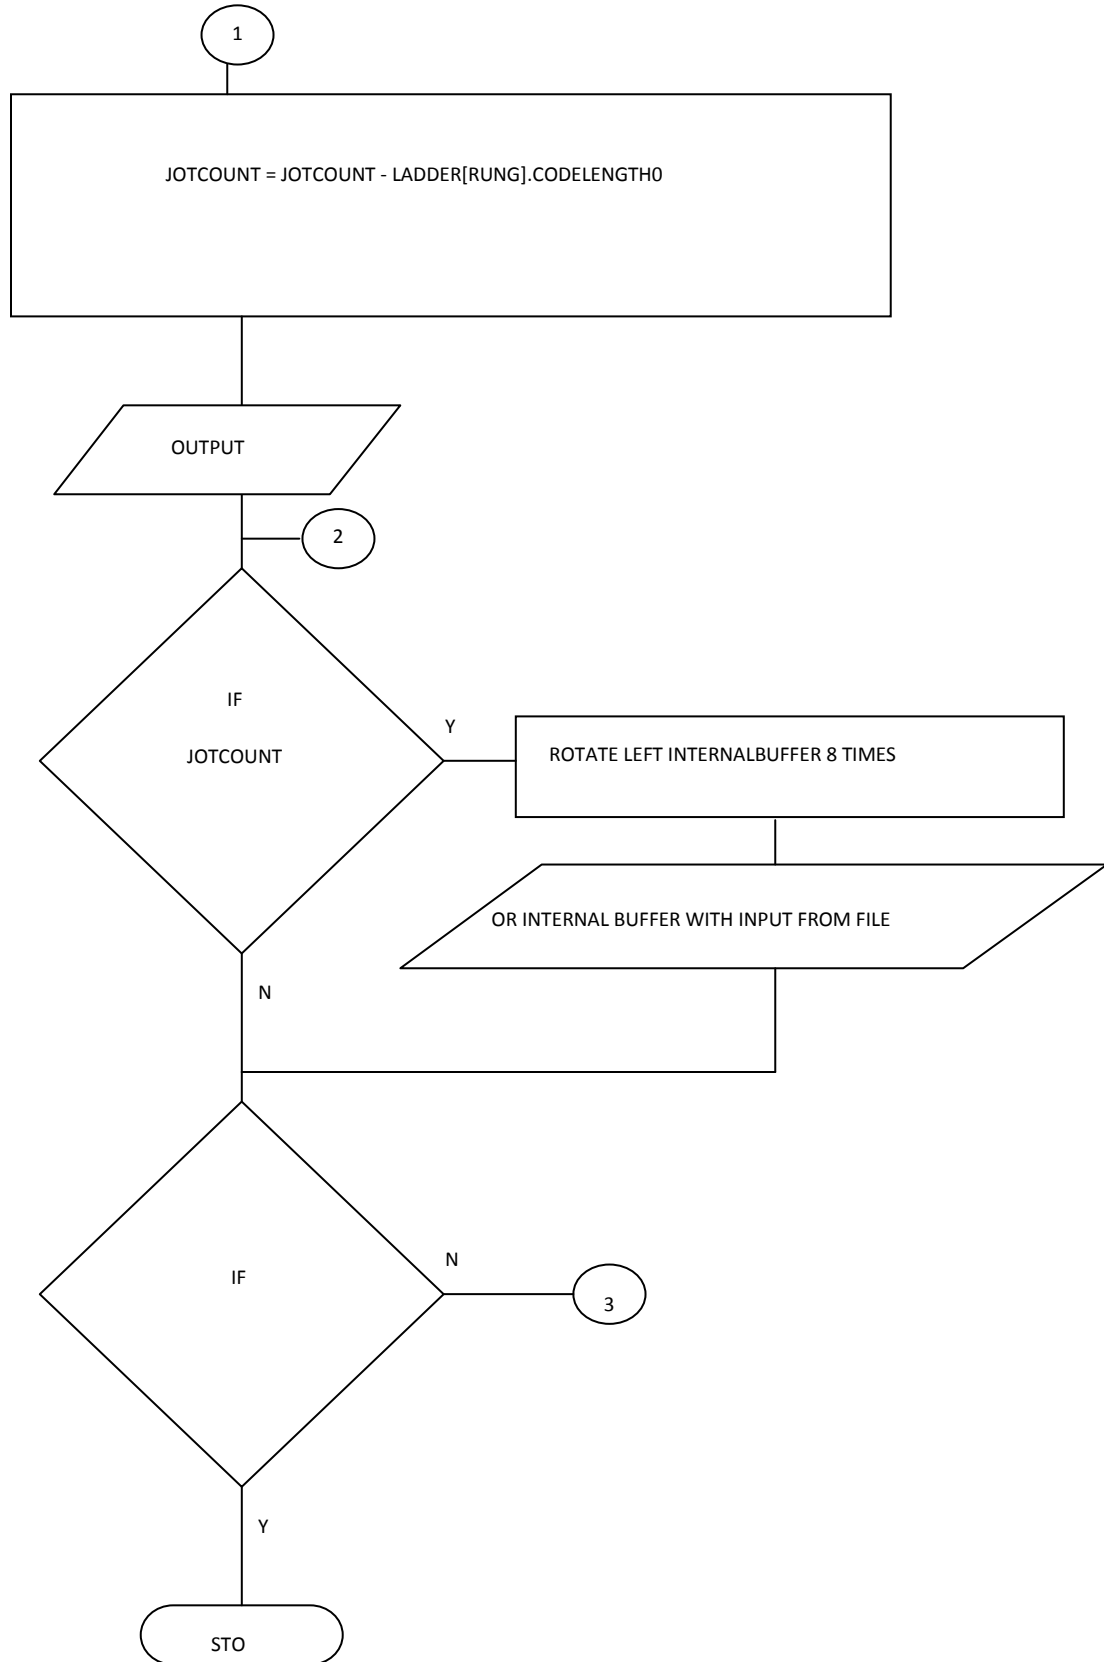 1
JOTCOUNT = JOTCOUNT - LADDER[RUNG].CODELENGTH0
OUTPUT
2
IF
JOTCOUNT
Y
ROTATE LEFT INTERNALBUFFER 8 TIMES
OR INTERNAL BUFFER WITH INPUT FROM FILE
N
IF
N
3
Y
STO